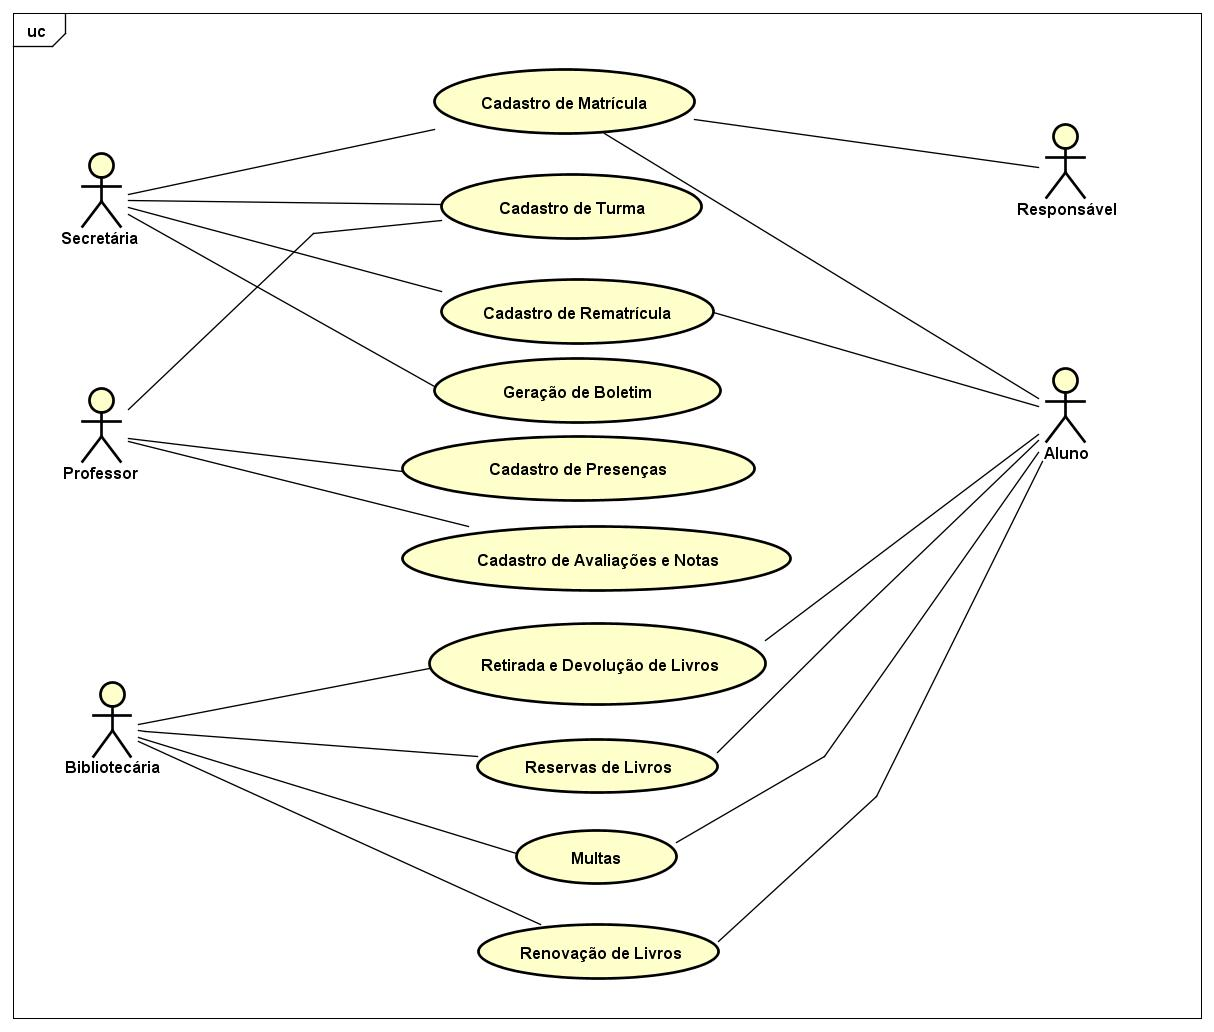 uc
Cadastro de Matrícula
Responsável
Secretária
Cadastro de Turma
Cadastro de Rematrícula
Geração de Boletim
Aluno
Professor
Cadastro de Presenças
Cadastro de Avaliações e Notas
Retirada e Devolução de Livros
Bibliotecária
Reservas de Livros
Multas
Renovação de Livros